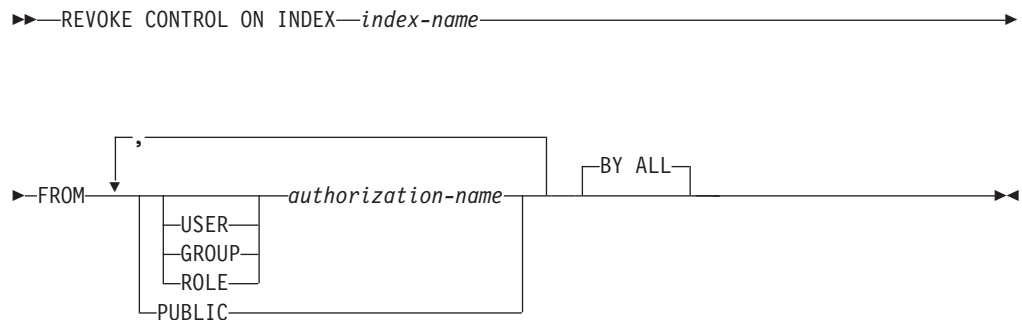 REVOKE CONTROL ON INDEX index-name
,
BY ALL
FROM authorization-name
USER
GROUP
ROLE
PUBLIC